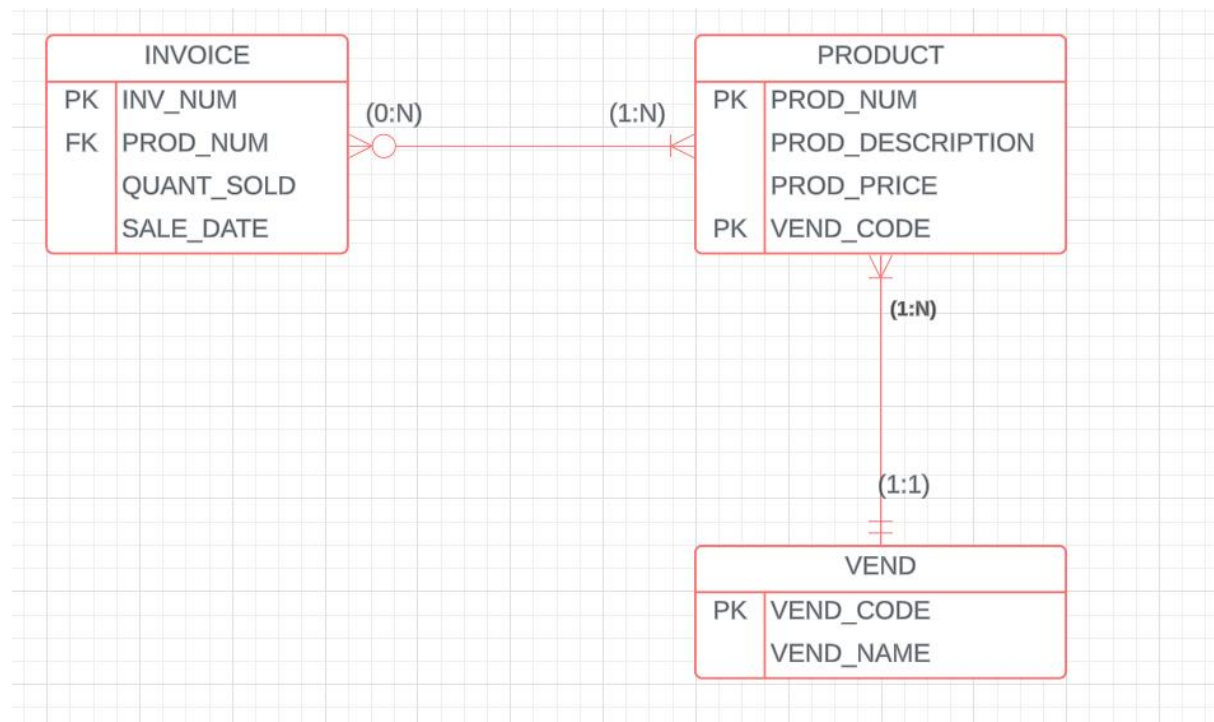 INVOICE
PK INV_NUM
FK PROD_NUM
QUANT_SOLD
SALE_DATE
(0:N)
(1:N)
PRODUCT
PK PROD_NUM
PROD_DESCRIPTION
PROD_PRICE
PK VEND_CODE
(1:N)
(1:1)
VEND
PK VEND_CODE
VEND_NAME